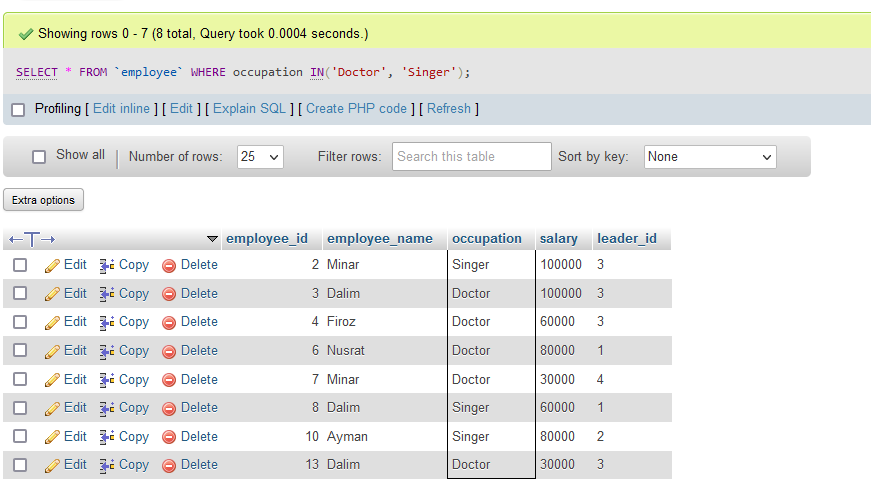 Showing rows 0 - 7 (8 total, Query took 0.0004 seconds.)
SELECT * FROM `employee` WHERE occupation IN('Doctor', 'Singer');
Profiling [ Edit inline ] [ Edit ] [ Explain SQL ] [ Create PHP code ] [ Refresh ]
Show all Number of rows: 25 Filter rows: Search this table Sort by key: None
Extra options
employee_id employee_name occupation salary leader_id
Edit Copy Delete 2 Minar Singer 100000 3
Edit Copy Delete 3 Dalim Doctor 100000 3
Edit Copy Delete 4 Firoz Doctor 60000 3
Edit Copy Delete 6 Nusrat Doctor 80000 1
Edit Copy Delete 7 Minar Doctor 30000 4
Edit Copy Delete 8 Dalim Singer 60000 1
Edit Copy Delete 10 Ayman Singer 80000 2
Edit Copy Delete 13 Dalim Doctor 30000 3